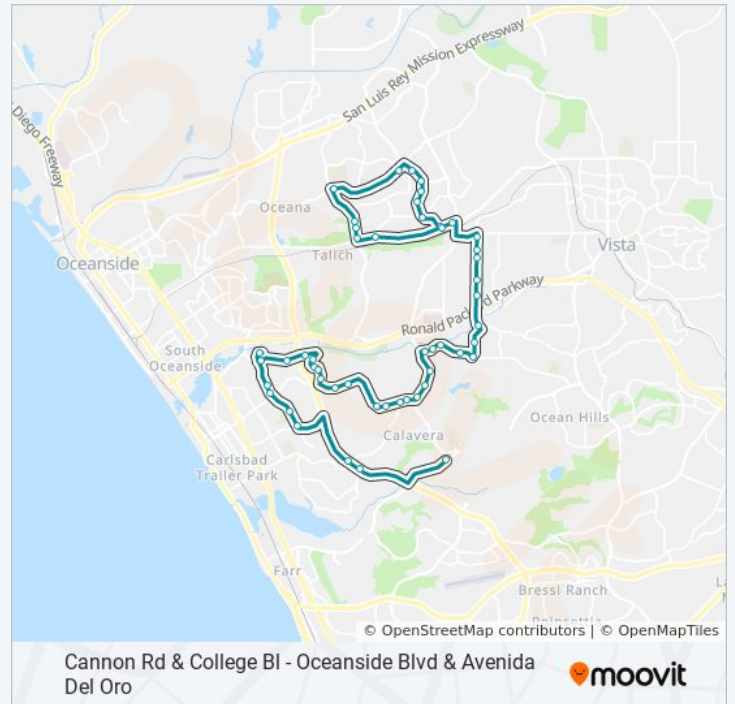 San Luis Rey Mission Expressway
Diego Freeway
Oceana
Vista
Talich
Oceanside
Ronald Packard Parkway
South
Oceanside
Ocean Hills
Calavera
Carlsbad
Trailer Park
Farr
Bressi Ranch
© OpenStreetMap contributors | © OpenMapTiles
Cannon Rd & College Bl - Oceanside Blvd & Avenida
Del Oro
moovit